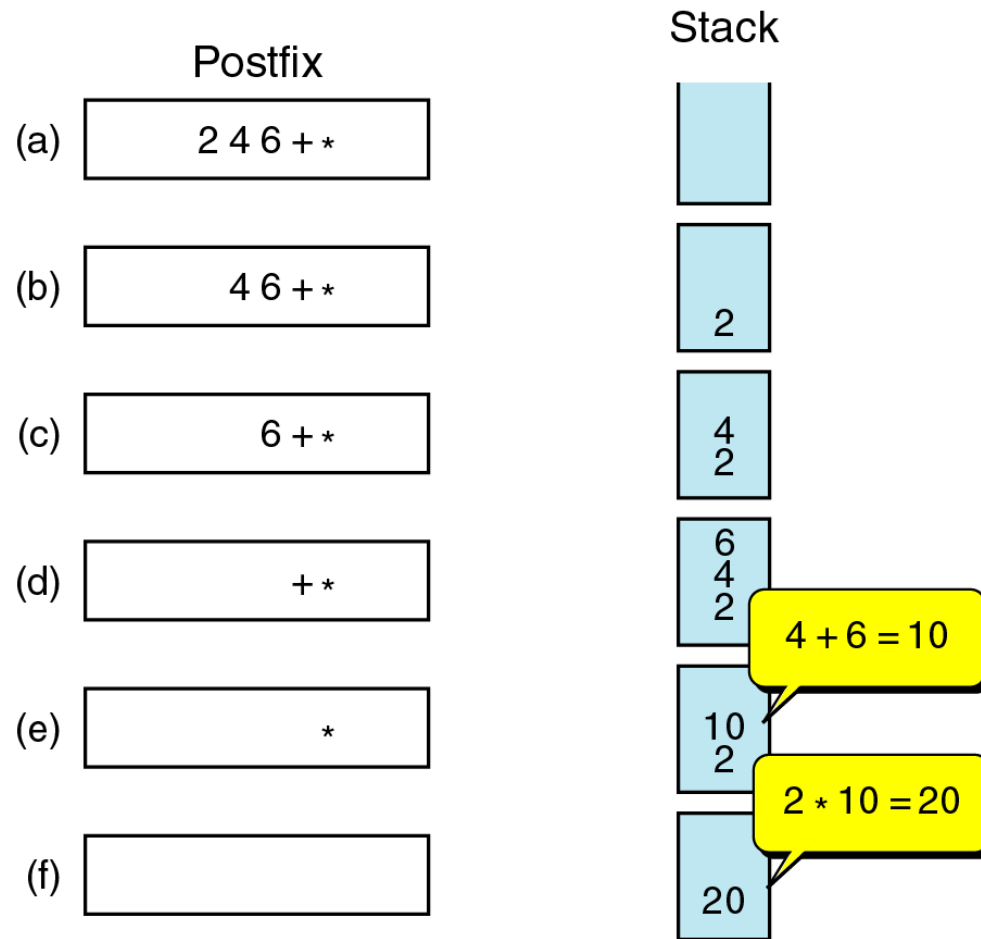 Postfix
Stack
(a) 2 4 6 + *
(b) 4 6 + *
2
(c) 6 + *
4
2
(d) + *
6
4
2
4 + 6 = 10
(e) *
10
2
2 * 10 = 20
(f)
20